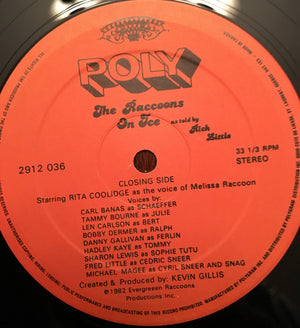 POLY
The Raccoons
On Ice as told by Rich Little
2912 036
33 1/3 RPM
STEREO
CLOSING SIDE
Starring RITA COOLIDGE as the voice of Melissa Raccoon
Voices by:
CARL BANAS as SCHAEFFER
TAMMY BOURNE as JULIE
LEN CARLSON as BERT
BOBBY DERMER as RALPH
DANNY GALLIVAN as FERLIN
HADLEY KAYE as TOMMY
SHARON LEWIS as SOPHIE TUTU
FRED LITTLE as CEDRIC SNEER
MICHAEL MAGEE as CYRIL SNEER AND SNAG
Created & Produced by: KEVIN GILLIS
℗1982 Evergreen Raccoons
Productions Inc.